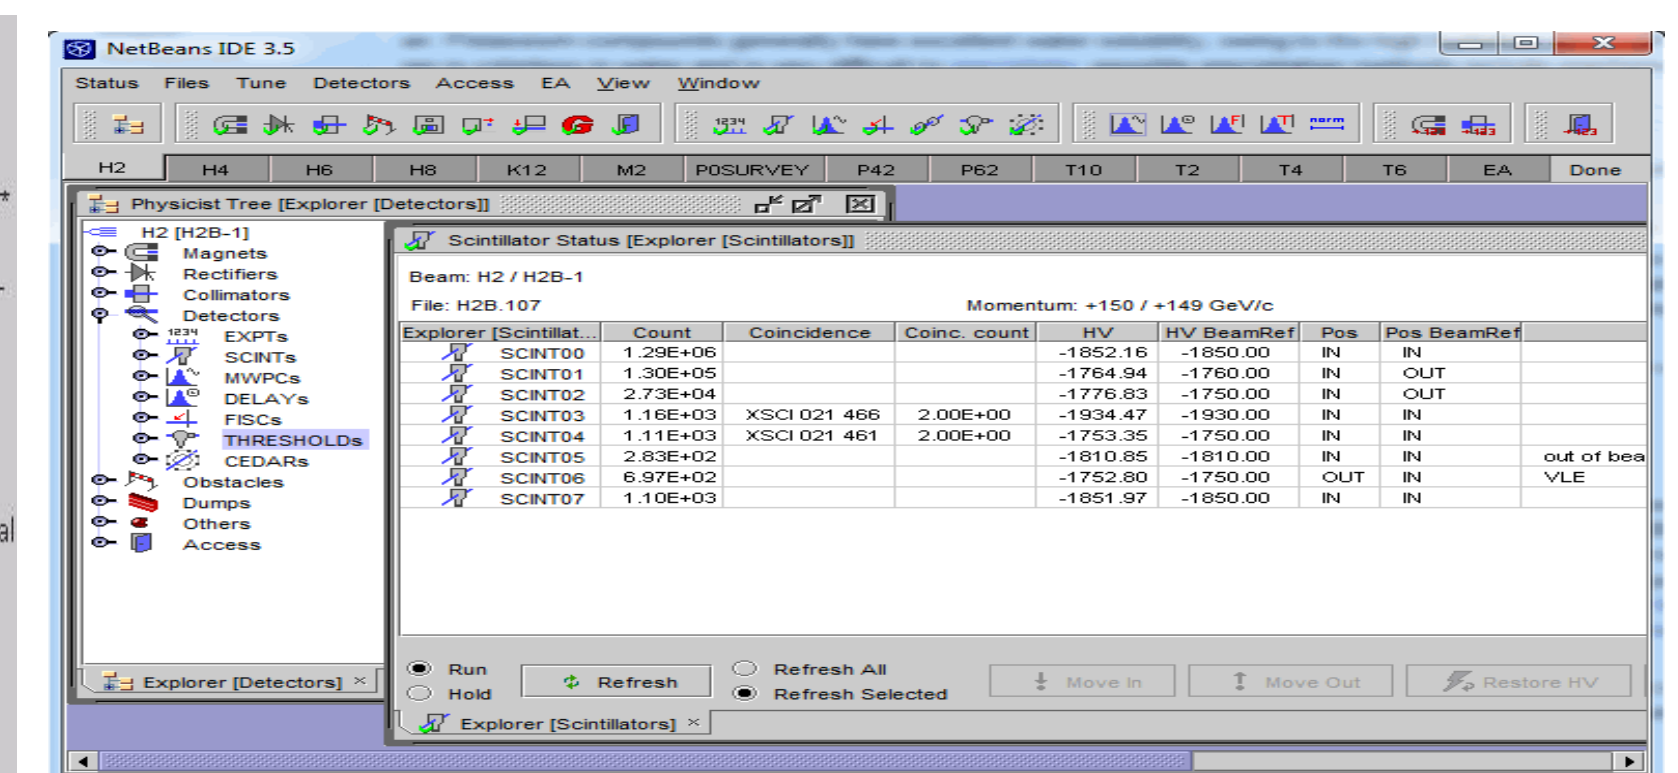 NetBeans IDE 3.5
Status Files Tune Detectors Access EA View Window
H2 H4 H6 H8 K12 M2 P0SURVEY P42 P62 T10 T2 T4 T6 EA Done
Physicist Tree [Explorer [Detectors]]
H2 [H2B-1]
Magnets
Rectifiers
Collimators
Detectors
1234 EXPTs
SCINTs
MWPCs
DELAYs
FISCs
THRESHOLDs
CEDARs
Obstacles
Dumps
Others
Access
Explorer [Detectors]
Scintillator Status [Explorer [Scintillators]]
Beam: H2 / H2B-1
File: H2B.107 Momentum: +150 / +149 GeV/c
Explorer [Scintillat... Count Coincidence Coinc. count HV HV BeamRef Pos Pos BeamRef
SCINT00 1.29E+06 -1852.16 -1850.00 IN IN
SCINT01 1.30E+05 -1764.94 -1760.00 IN OUT
SCINT02 2.73E+04 -1776.83 -1750.00 IN OUT
SCINT03 1.16E+03 XSCI 021 466 2.00E+00 -1934.47 -1930.00 IN IN
SCINT04 1.11E+03 XSCI 021 461 2.00E+00 -1753.35 -1750.00 IN IN
SCINT05 2.83E+02 -1810.85 -1810.00 IN IN out of bea
SCINT06 6.97E+02 -1752.80 -1750.00 OUT IN VLE
SCINT07 1.10E+03 -1851.97 -1850.00 IN IN
Run Refresh Refresh All Move In Move Out Restore HV
Hold Refresh Selected
Explorer [Scintillators]